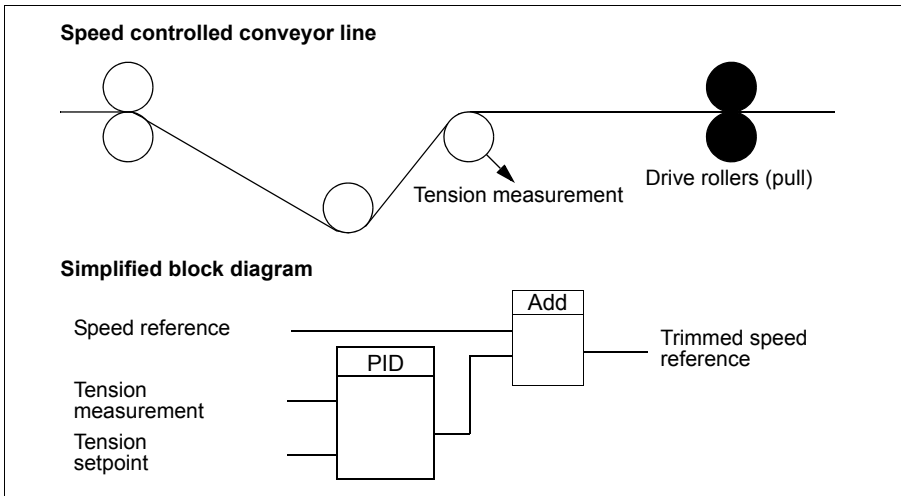 Speed controlled conveyor line
Tension measurement
Drive rollers (pull)
Simplified block diagram
Add
Speed reference
Trimmed speed
reference
PID
Tension
measurement
Tension
setpoint